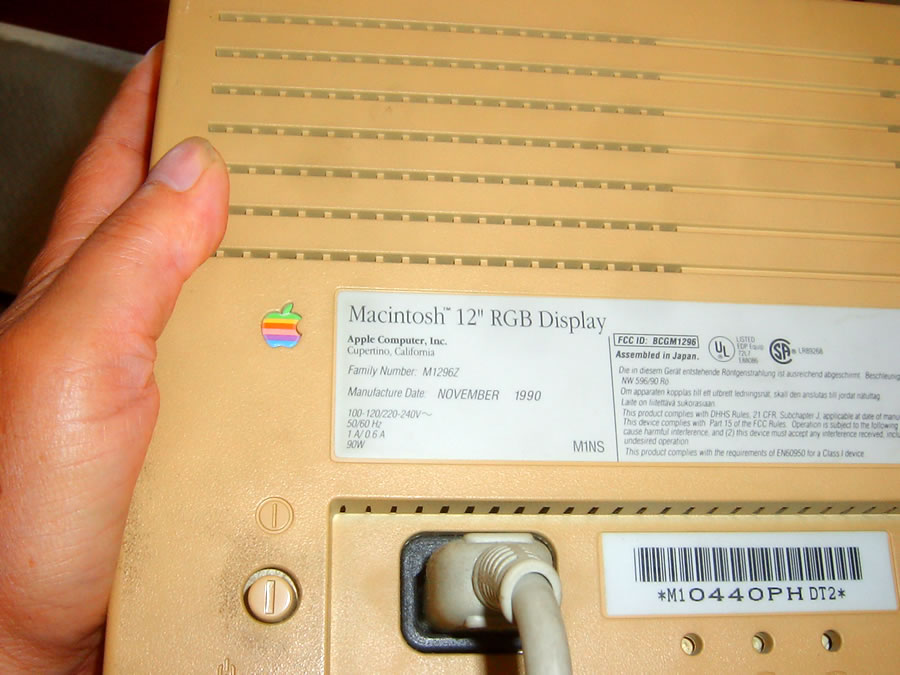 Macintosh™ 12" RGB Display
Apple Computer, Inc.
Cupertino, California
Family Number: M1296Z
Manufacture Date: NOVEMBER 1990
100-120/220-240V~
50/60 Hz
1 A/ 0.6 A
90W
M1NS
FCC ID: BCGM1296
Assembled in Japan.
UL
LISTED
SA
LR89268
Die in diesem Gerät entstehende Röntgenstrahlung ist ausreichend abgeschirmt.
NW 596/90 Rö
Om apparaten kopplas till ett utbrett ledningsnät, skall den anslutas till jordat nätuttag.
Laite on liitettävä sukorasiaan.
This product complies with DHHS Rules, 21 CFR, Subchapter J, applicable at date of
This device complies with Part 15 of the FCC Rules. Operation is subject to the following
cause harmful interference, and (2) this device must accept any interference received,
undesired operation
This product complies with the requirements of EN60950 for a Class I device.
*M10440PHDT2*